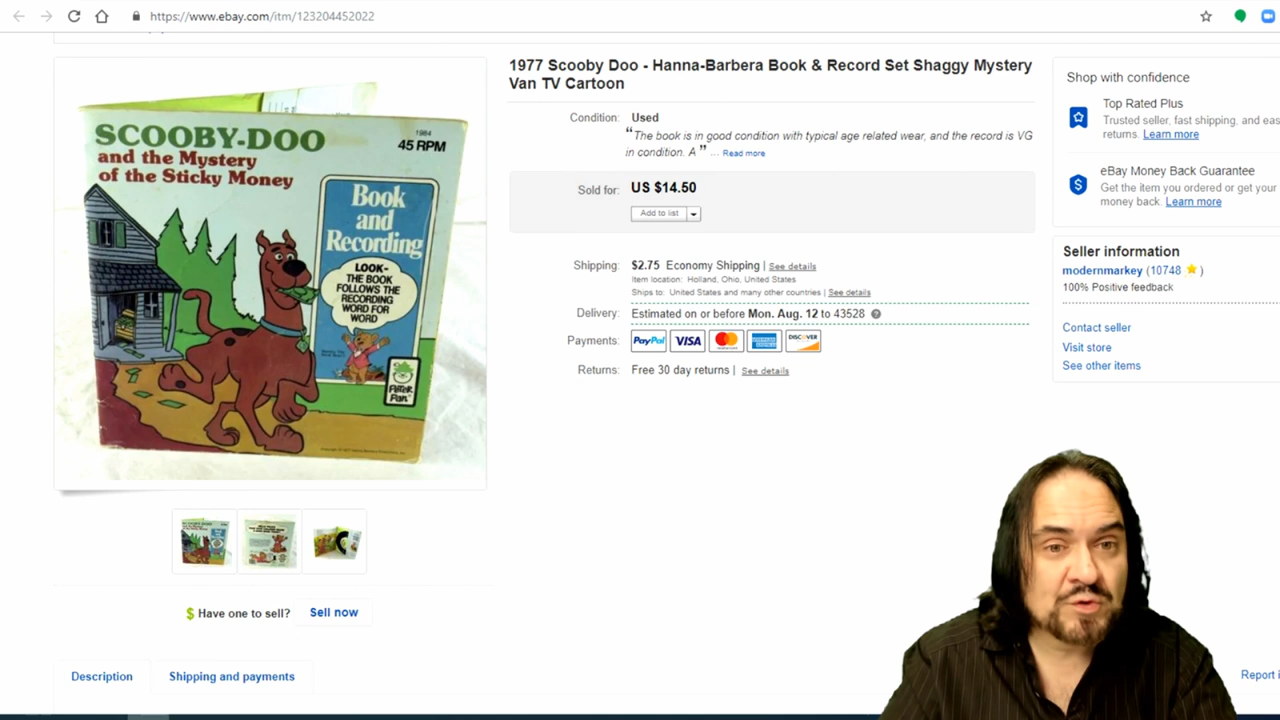 https://www.ebay.com/itm/123204452022
SCOOBY-DOO
and the Mystery
of the Sticky Money
1984
45 RPM
Book
and
Recording
LOOK-
THE BOOK
FOLLOWS THE
RECORDING
WORD FOR
WORD
Peter
Pan
1977 Scooby Doo - Hanna-Barbera Book & Record Set Shaggy Mystery
Van TV Cartoon
Condition: Used
“The book is in good condition with typical age related wear, and the record is VG
in condition. A” ... Read more
Sold for: US $14.50
Add to list
Shipping: $2.75 Economy Shipping | See details
Item location: Holland, Ohio, United States
Ships to: United States and many other countries | See details
Delivery: Estimated on or before Mon. Aug. 12 to 43528
Payments: PayPal VISA MasterCard AMERICAN EXPRESS DISCOVER
Returns: Free 30 day returns | See details
Shop with confidence
Top Rated Plus
Trusted seller, fast shipping, and eas
returns. Learn more
eBay Money Back Guarantee
Get the item you ordered or get your
money back. Learn more
Seller information
modernmarkey (10748 )
100% Positive feedback
Contact seller
Visit store
See other items
$ Have one to sell? Sell now
Description
Shipping and payments
Report i